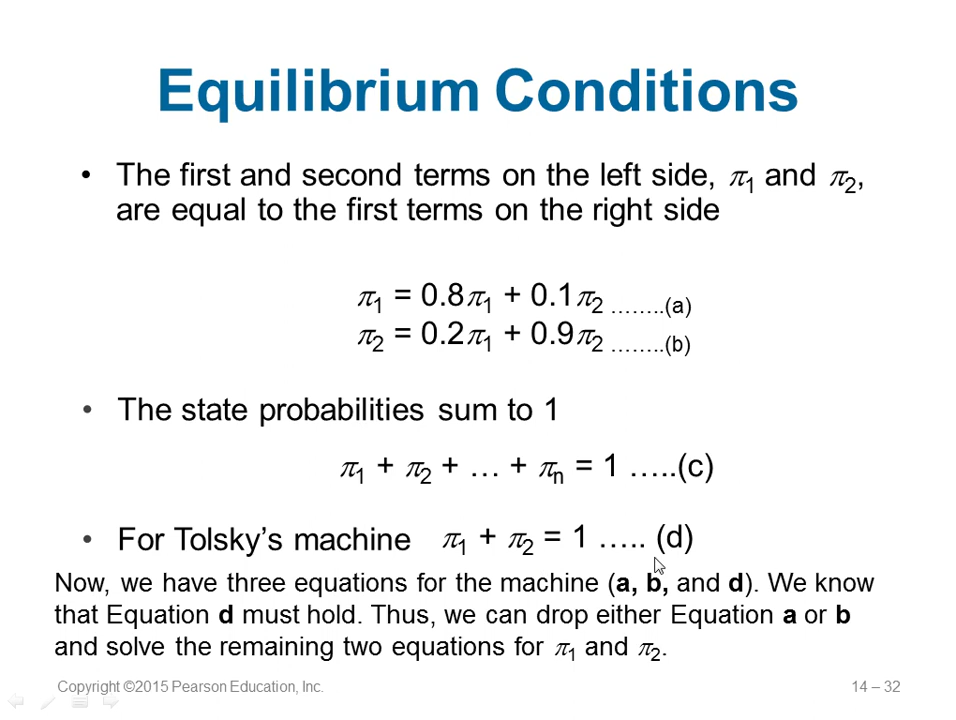 Equilibrium Conditions
• The first and second terms on the left side, π₁ and π₂,
are equal to the first terms on the right side
π₁ = 0.8π₁ + 0.1π₂ ……..(a)
π₂ = 0.2π₁ + 0.9π₂ ……..(b)
• The state probabilities sum to 1
π₁ + π₂ + … + πₙ = 1 …..(c)
• For Tolsky’s machine π₁ + π₂ = 1 ….. (d)
Now, we have three equations for the machine (a, b, and d). We know
that Equation d must hold. Thus, we can drop either Equation a or b
and solve the remaining two equations for π₁ and π₂.
Copyright ©2015 Pearson Education, Inc. 14 – 32